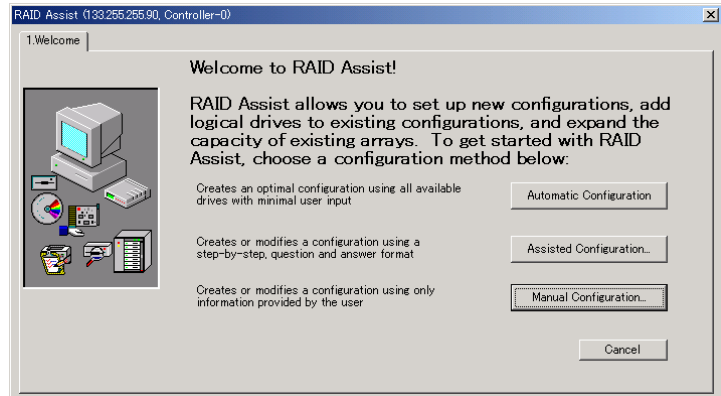 RAID Assist (133.255.255.90, Controller-0)
1.Welcome
Welcome to RAID Assist!
RAID Assist allows you to set up new configurations, add
logical drives to existing configurations, and expand the
capacity of existing arrays. To get started with RAID
Assist, choose a configuration method below:
Creates an optimal configuration using all available
drives with minimal user input
Automatic Configuration
Creates or modifies a configuration using a
step-by-step, question and answer format
Assisted Configuration...
Creates or modifies a configuration using only
information provided by the user
Manual Configuration...
Cancel